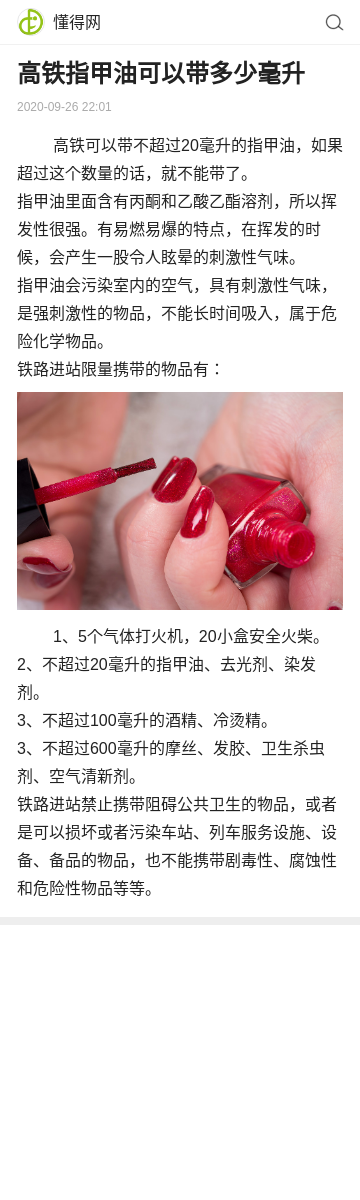 懂得网
高铁指甲油可以带多少毫升
2020-09-26 22:01
高铁可以带不超过20毫升的指甲油，如果
超过这个数量的话，就不能带了。
指甲油里面含有丙酮和乙酸乙酯溶剂，所以挥
发性很强。有易燃易爆的特点，在挥发的时
候，会产生一股令人眩晕的刺激性气味。
指甲油会污染室内的空气，具有刺激性气味，
是强刺激性的物品，不能长时间吸入，属于危
险化学物品。
铁路进站限量携带的物品有：
1、5个气体打火机，20小盒安全火柴。
2、不超过20毫升的指甲油、去光剂、染发
剂。
3、不超过100毫升的酒精、冷烫精。
3、不超过600毫升的摩丝、发胶、卫生杀虫
剂、空气清新剂。
铁路进站禁止携带阻碍公共卫生的物品，或者
是可以损坏或者污染车站、列车服务设施、设
备、备品的物品，也不能携带剧毒性、腐蚀性
和危险性物品等等。